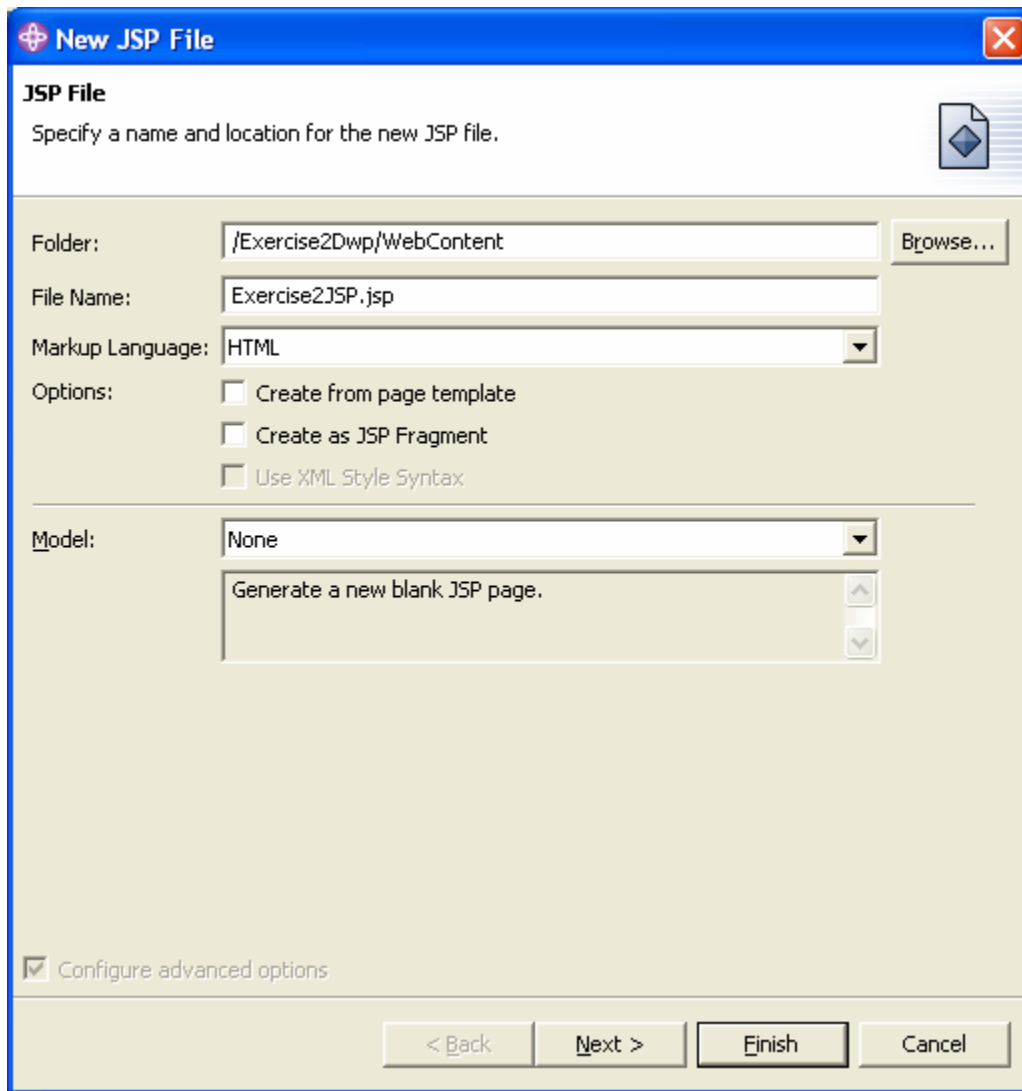 New JSP File
JSP File
Specify a name and location for the new JSP file.
Folder: /Exercise2Dwp/WebContent Browse...
File Name: Exercise2JSP.jsp
Markup Language: HTML
Options: Create from page template
Create as JSP Fragment
Use XML Style Syntax
Model: None
Generate a new blank JSP page.
Configure advanced options
< Back Next > Finish Cancel